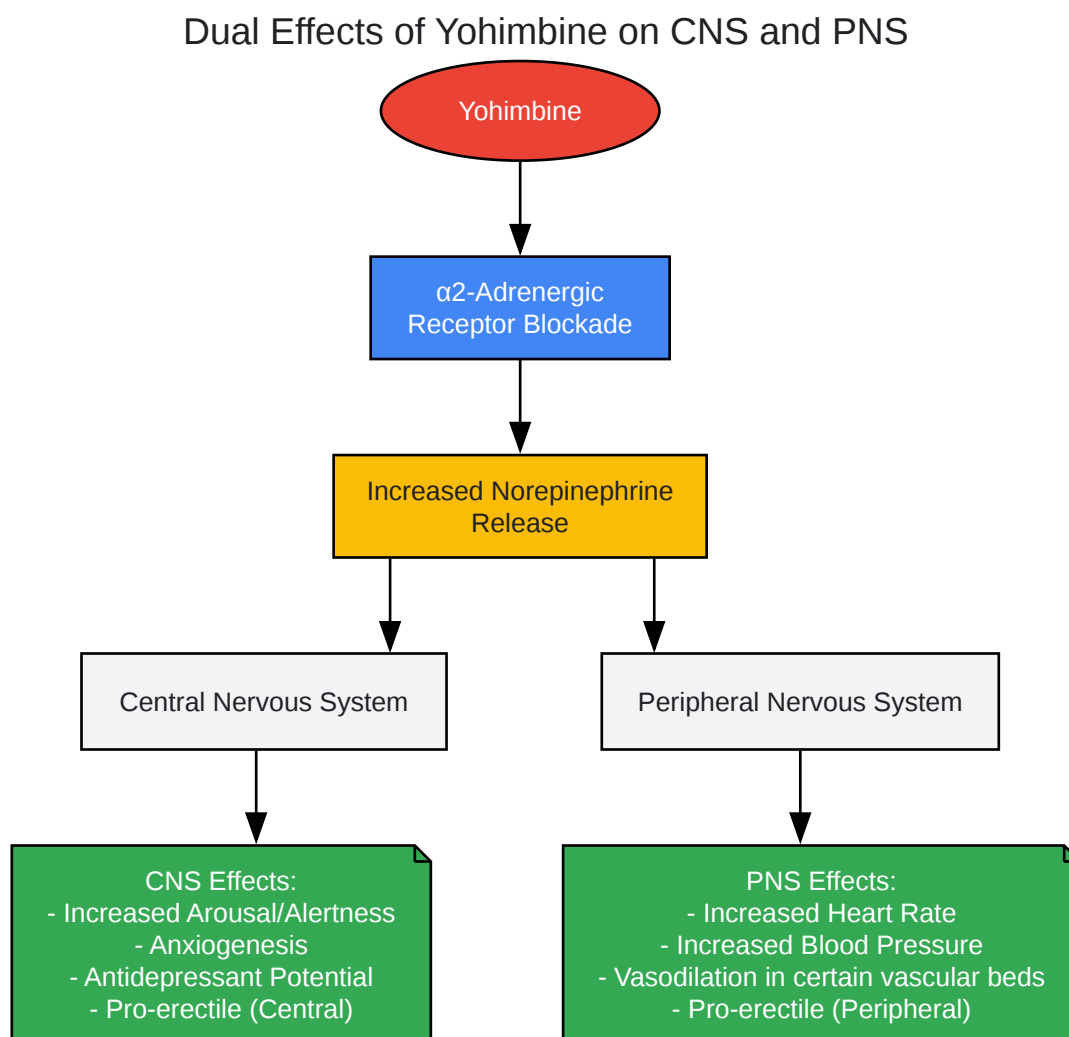 Dual Effects of Yohimbine on CNS and PNS
Yohimbine
α2-Adrenergic
Receptor Blockade
Increased Norepinephrine
Release
Central Nervous System
Peripheral Nervous System
CNS Effects:
- Increased Arousal/Alertness
- Anxiogenesis
- Antidepressant Potential
- Pro-erectile (Central)
PNS Effects:
- Increased Heart Rate
- Increased Blood Pressure
- Vasodilation in certain vascular beds
- Pro-erectile (Peripheral)